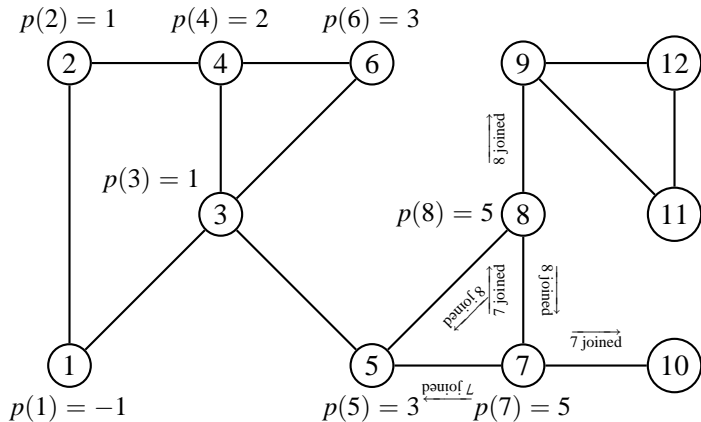 p(2) = 1
p(4) = 2
p(6) = 3
2
4
6
9
12
8 joined
p(3) = 1
3
p(8) = 5
8
11
8 joined
7 joined
8 joined
7 joined
1
5
7
10
7 joined
p(1) = −1
p(5) = 3
p(7) = 5